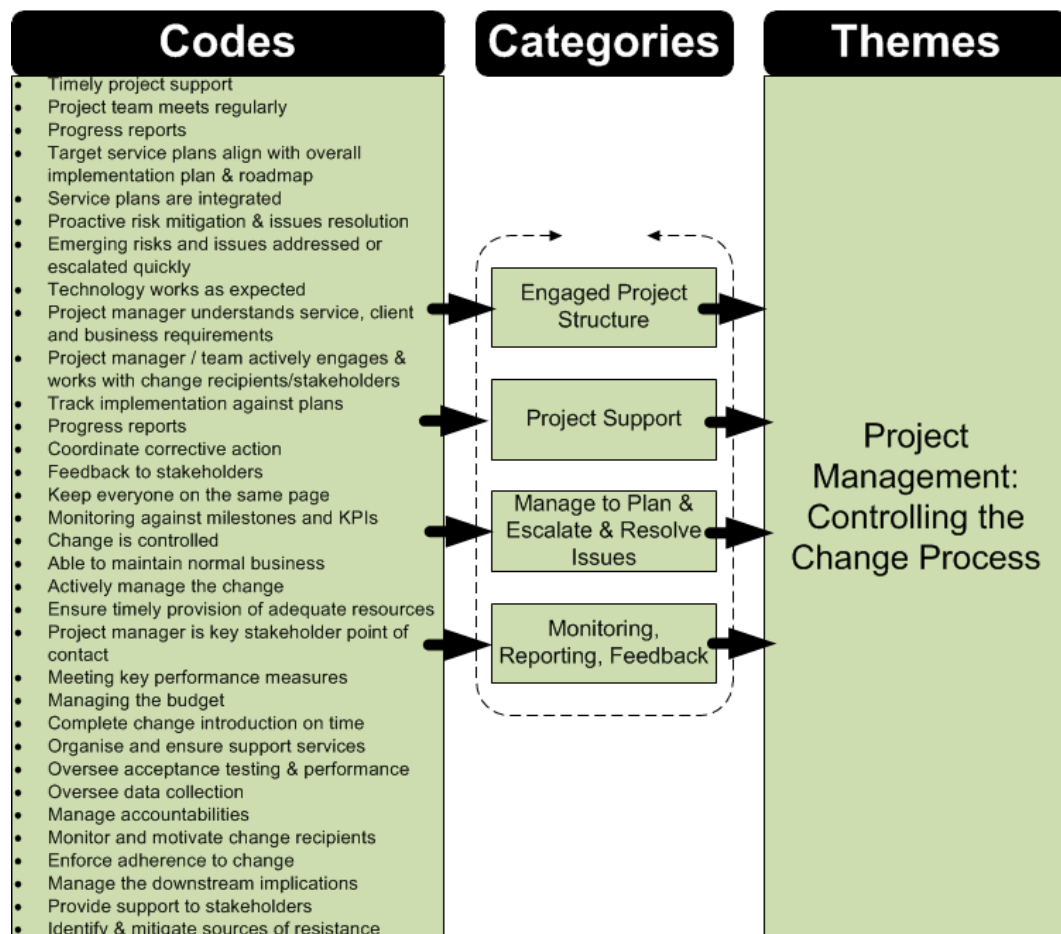 Codes
Categories
Themes
• Timely project support
• Project team meets regularly
• Progress reports
• Target service plans align with overall
implementation plan & roadmap
• Service plans are integrated
• Proactive risk mitigation & issues resolution
• Emerging risks and issues addressed or
escalated quickly
• Technology works as expected
• Project manager understands service, client
and business requirements
• Project manager / team actively engages &
works with change recipients/stakeholders
• Track implementation against plans
• Progress reports
• Coordinate corrective action
• Feedback to stakeholders
• Keep everyone on the same page
• Monitoring against milestones and KPIs
• Change is controlled
• Able to maintain normal business
• Actively manage the change
• Ensure timely provision of adequate resources
• Project manager is key stakeholder point of
contact
• Meeting key performance measures
• Managing the budget
• Complete change introduction on time
• Organise and ensure support services
• Oversee acceptance testing & performance
• Oversee data collection
• Manage accountabilities
• Monitor and motivate change recipients
• Enforce adherence to change
• Manage the downstream implications
• Provide support to stakeholders
• Identify & mitigate sources of resistance
Engaged Project
Structure
Project Support
Manage to Plan &
Escalate & Resolve
Issues
Monitoring,
Reporting, Feedback
Project
Management:
Controlling the
Change Process